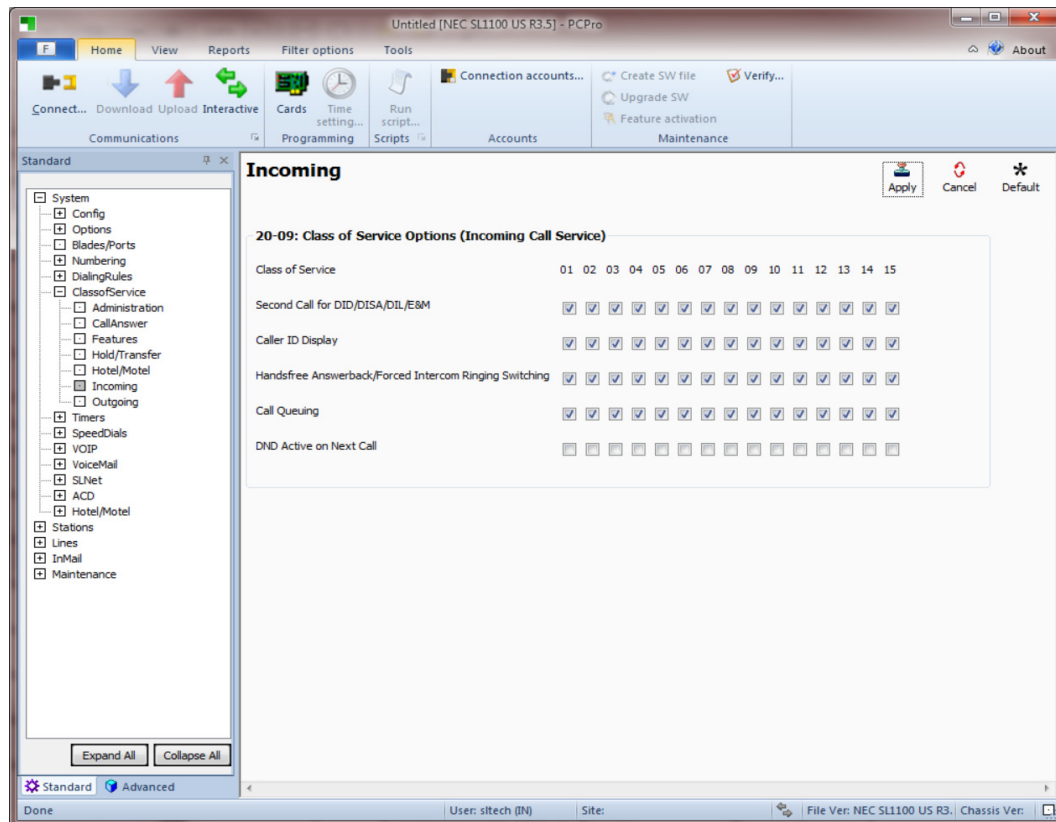 Untitled [NEC SL1100 US R3.5] - PCPro
F Home View Reports Filter options Tools About
Connect... Download Upload Interactive
Communications
Cards Time setting...
Programming
Run script...
Scripts
Connection accounts...
Accounts
Create SW file Verify...
Upgrade SW
Feature activation
Maintenance
Standard
System
Config
Options
Blades/Ports
Numbering
DialingRules
ClassofService
Administration
CallAnswer
Features
Hold/Transfer
Hotel/Motel
Incoming
Outgoing
Timers
SpeedDials
VOIP
VoiceMail
SLNet
ACD
Hotel/Motel
Stations
Lines
InMail
Maintenance
Expand All Collapse All
Standard Advanced
Incoming
Apply Cancel Default
20-09: Class of Service Options (Incoming Call Service)
Class of Service 01 02 03 04 05 06 07 08 09 10 11 12 13 14 15
Second Call for DID/DISA/DIL/E&M
Caller ID Display
Handsfree Answerback/Forced Intercom Ringing Switching
Call Queuing
DND Active on Next Call
Done User: sltech (IN) Site: File Ver: NEC SL1100 US R3. Chassis Ver: